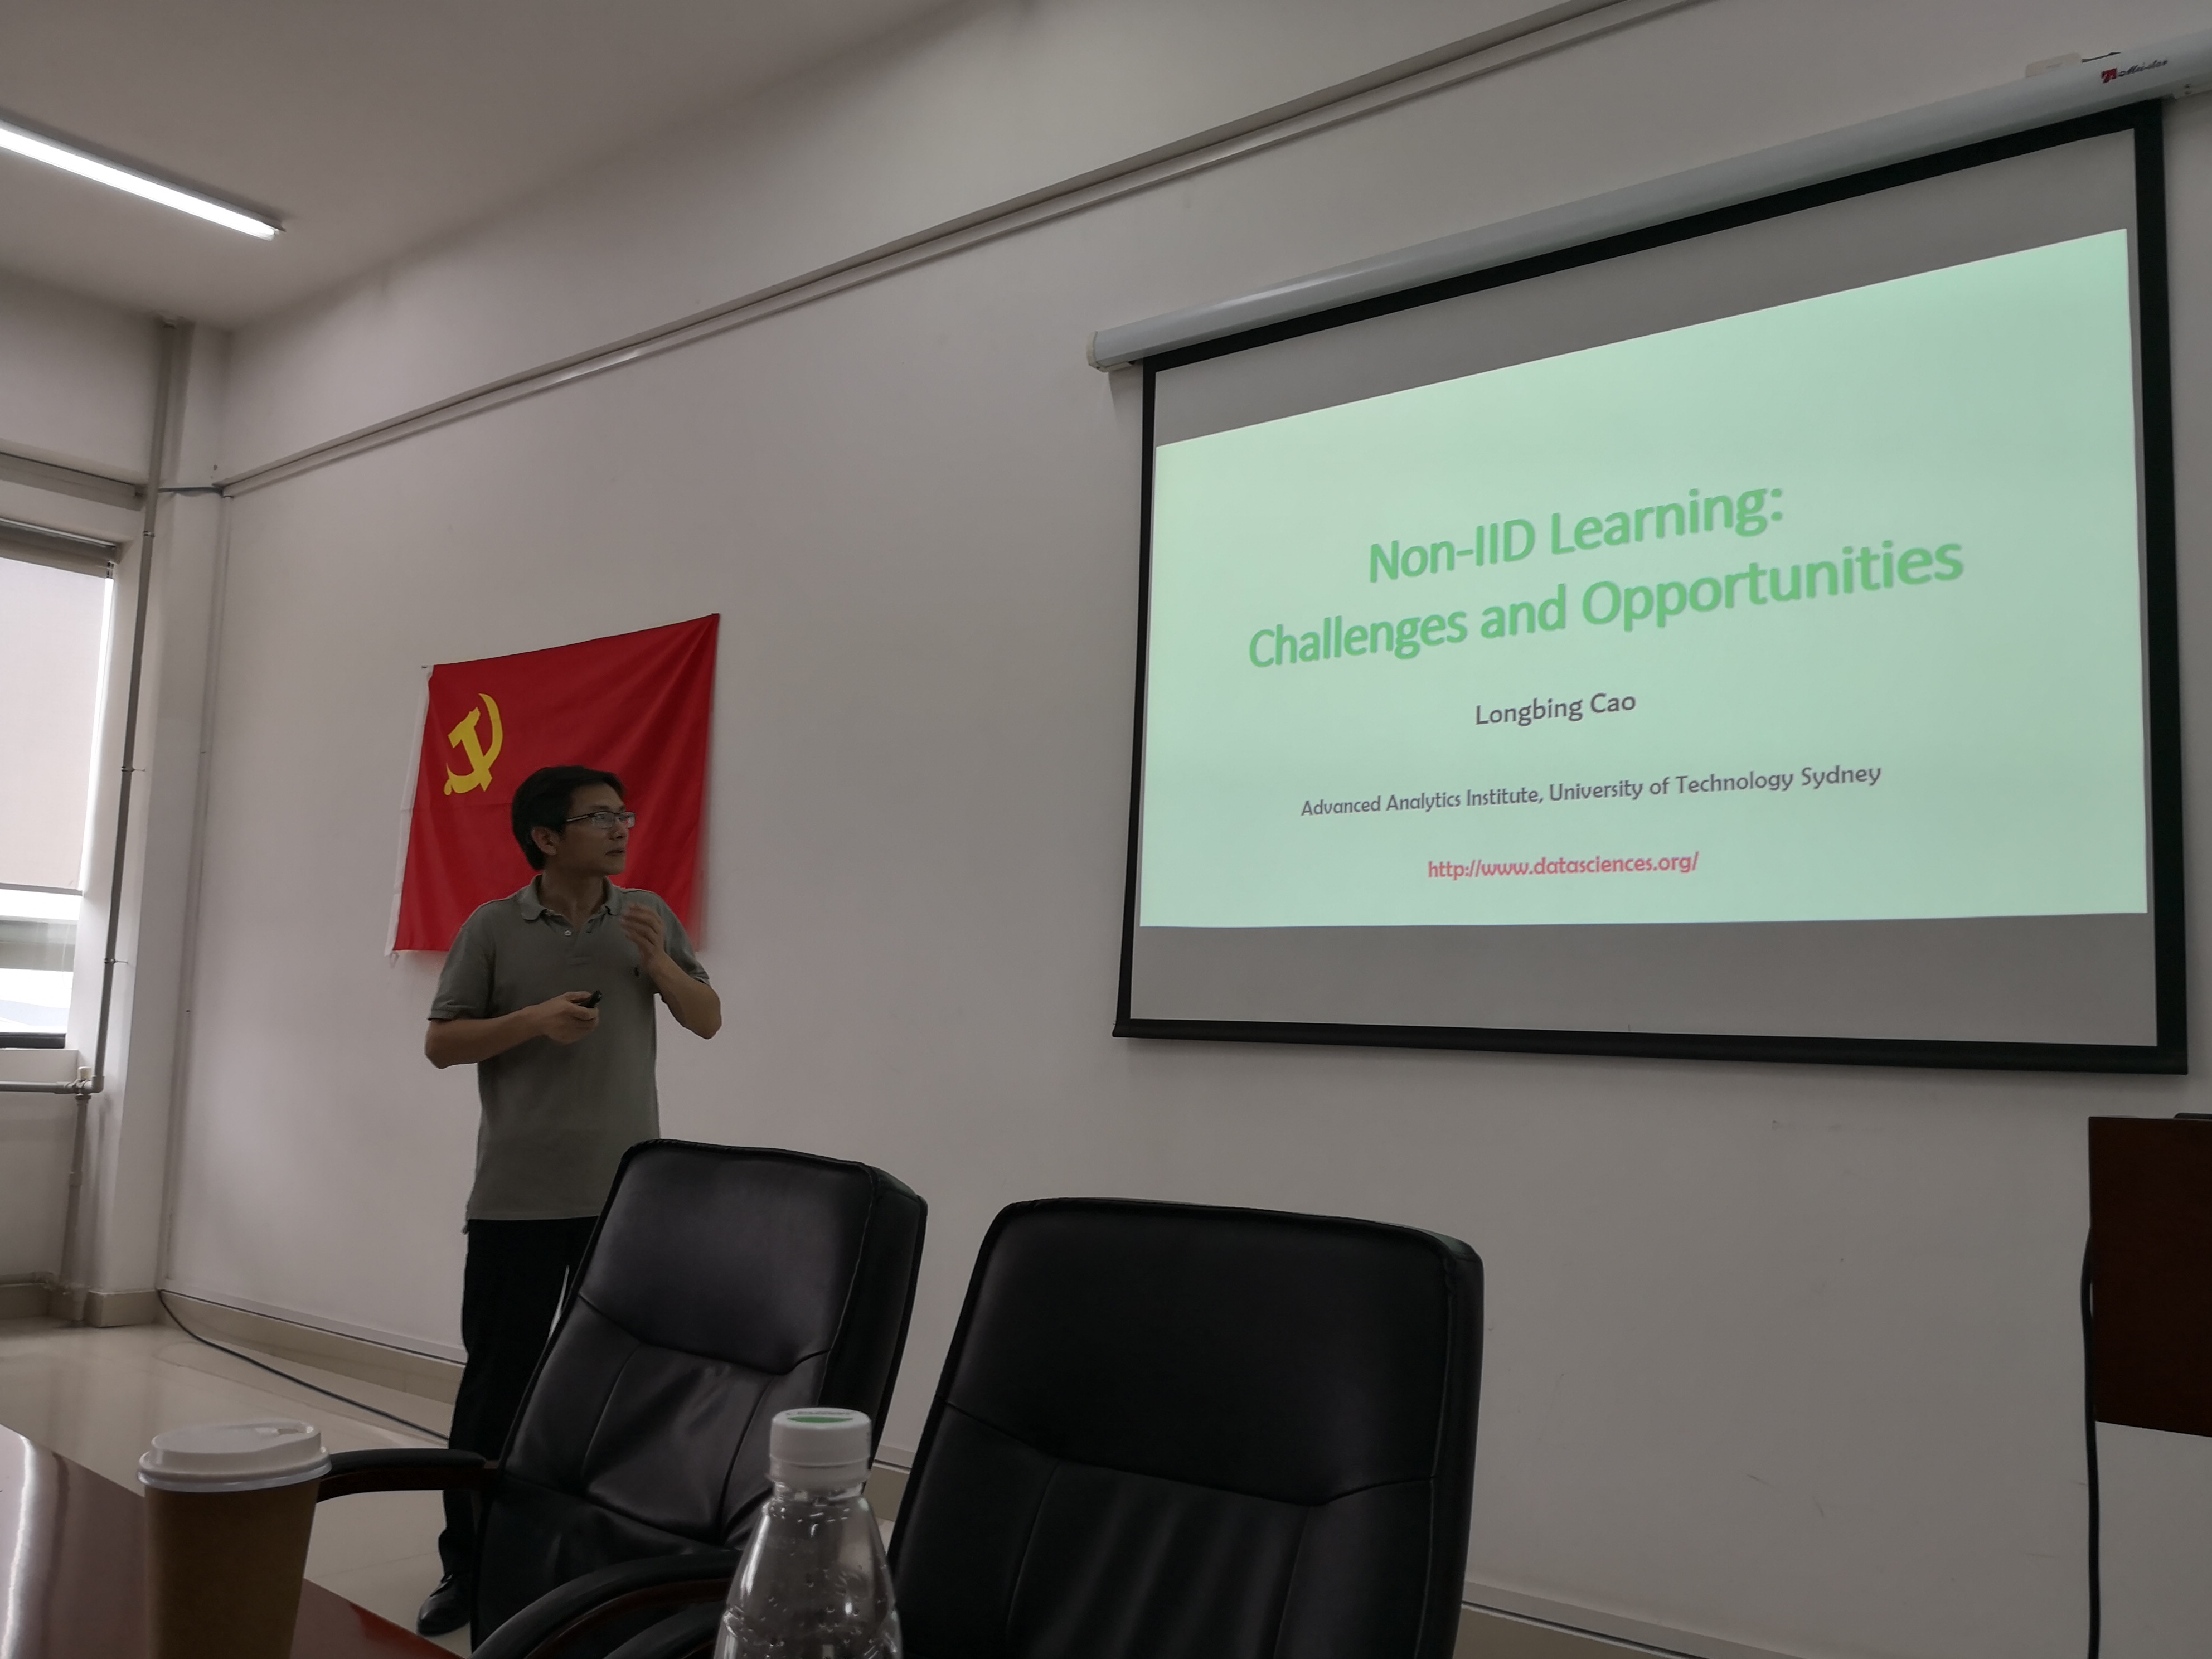 Non-IID Learning:
Challenges and Opportunities
Longbing Cao
Advanced Analytics Institute, University of Technology Sydney
http://www.datasciences.org/